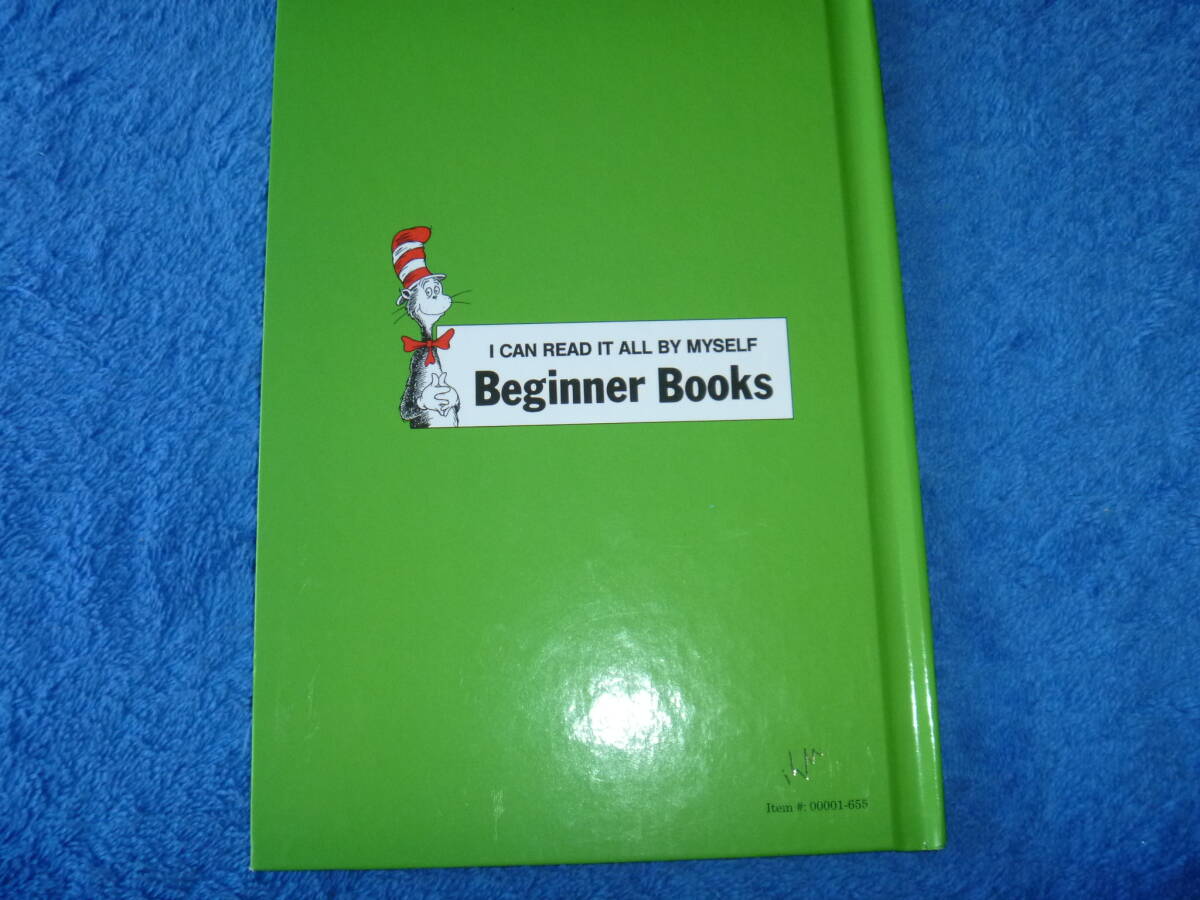 I CAN READ IT ALL BY MYSELF
Beginner Books
Item #: 00001-655